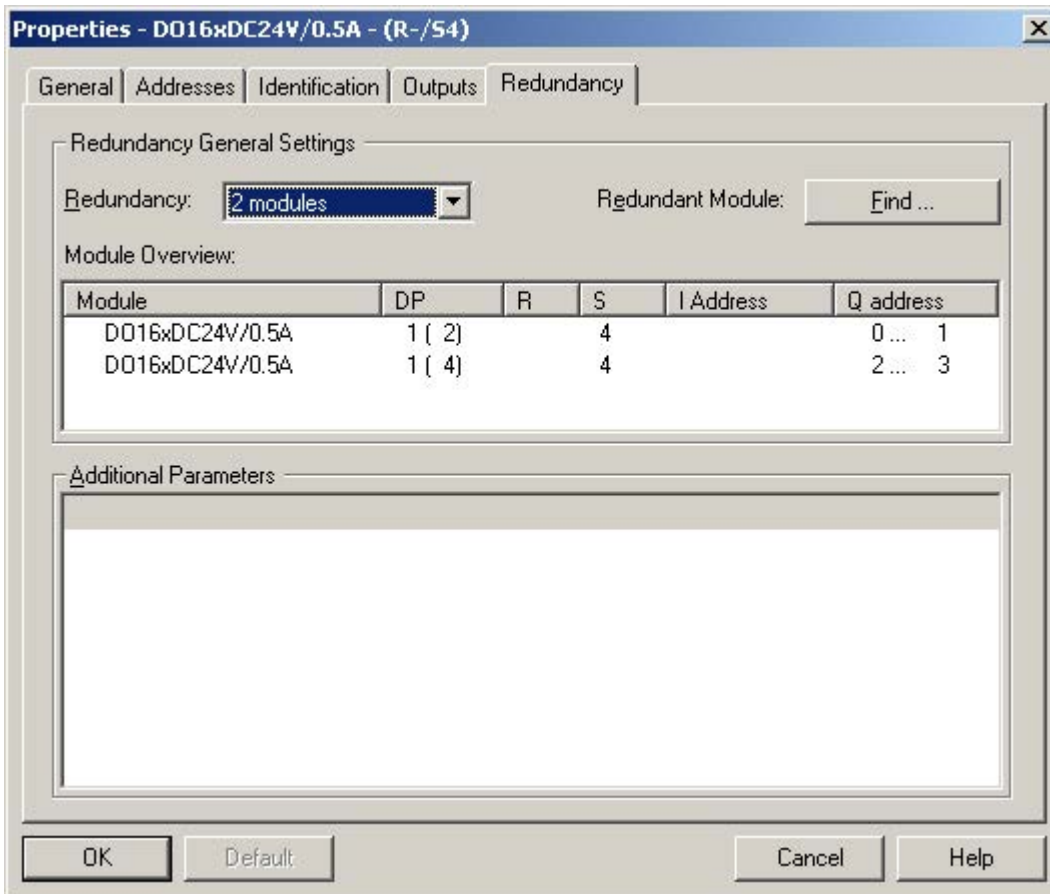 Properties - DO16xDC24V/0.5A - (R-/S4)
General Addresses Identification Outputs Redundancy
Redundancy General Settings
Redundancy: 2 modules Redundant Module: Find ...
Module Overview:
Module DP R S I Address Q address
DO16xDC24V/0.5A 1 ( 2) 4 0 ... 1
DO16xDC24V/0.5A 1 ( 4) 4 2 ... 3
Additional Parameters
OK Default Cancel Help